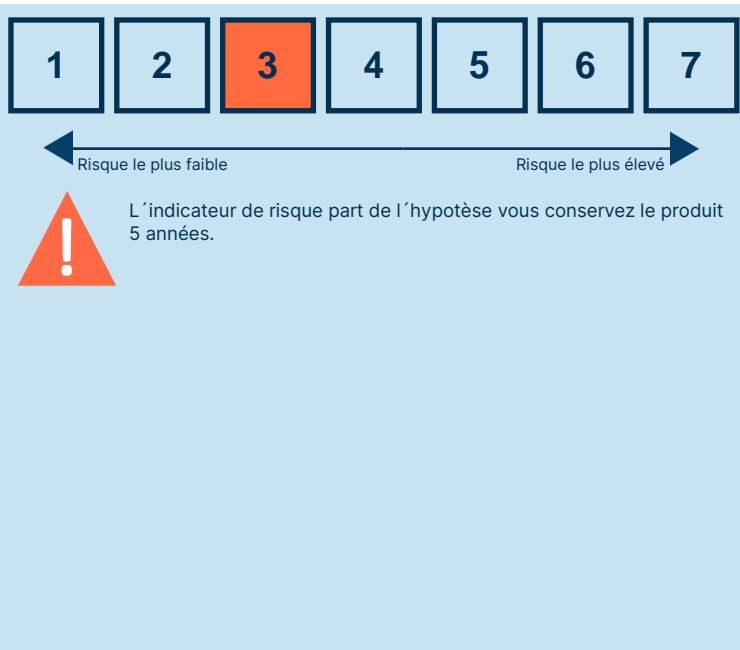 1 2 3 4 5 6 7
Risque le plus faible Risque le plus élevé
!
L´indicateur de risque part de l´hypotèse vous conservez le produit
5 années.